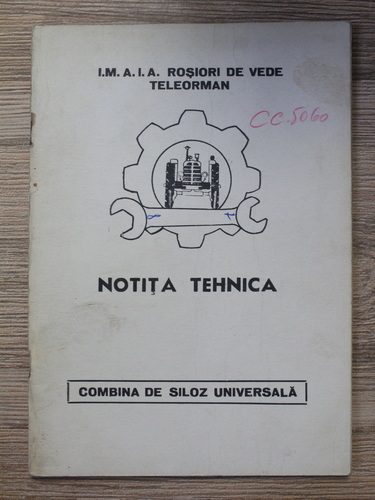 I.M.A.I.A. ROȘIORI DE VEDE
TELEORMAN
CC.5060
NOTIȚA TEHNICA
COMBINA DE SILOZ UNIVERSALĂ